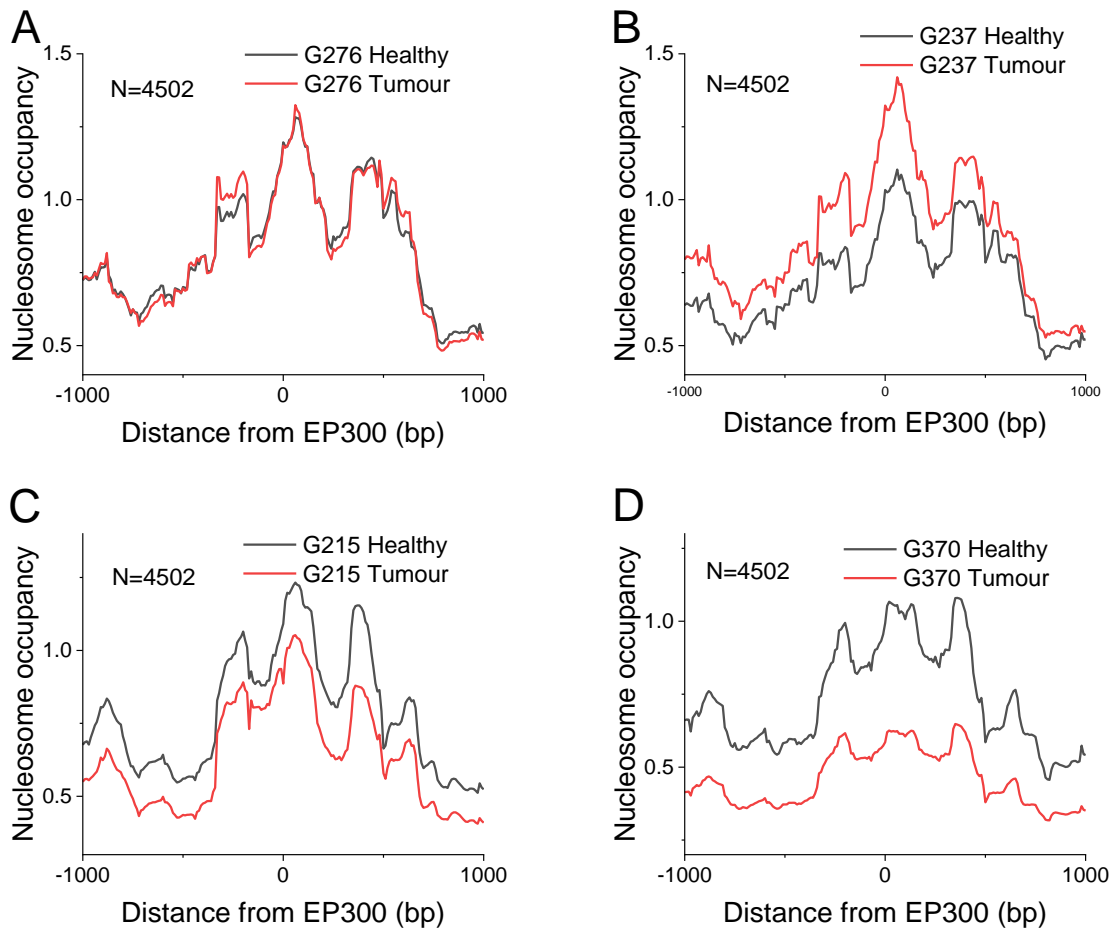 A
G276 Healthy
G276 Tumour
N=4502
Nucleosome occupancy
1.5
1.0
0.5
-1000
0
1000
Distance from EP300 (bp)
B
G237 Healthy
G237 Tumour
N=4502
Nucleosome occupancy
1.5
1.0
0.5
-1000
0
1000
Distance from EP300 (bp)
C
G215 Healthy
G215 Tumour
N=4502
Nucleosome occupancy
1.0
0.5
-1000
0
1000
Distance from EP300 (bp)
D
G370 Healthy
G370 Tumour
N=4502
Nucleosome occupancy
1.0
0.5
-1000
0
1000
Distance from EP300 (bp)